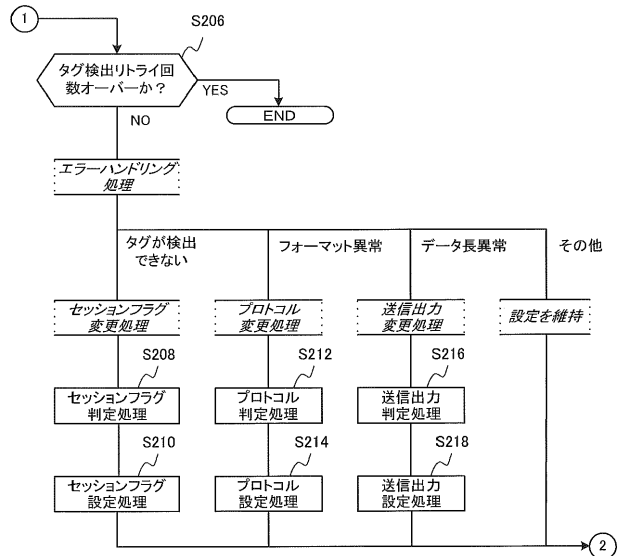 1
S206
タグ検出リトライ回
数オーバーか？
YES
END
NO
エラーハンドリング
処理
タグが検出
できない
フォーマット異常
データ長異常
その他
セッションフラグ
変更処理
プロトコル
変更処理
送信出力
変更処理
設定を維持
S208
S212
S216
セッションフラグ
判定処理
プロトコル
判定処理
送信出力
判定処理
S210
S214
S218
セッションフラグ
設定処理
プロトコル
設定処理
送信出力
設定処理
2